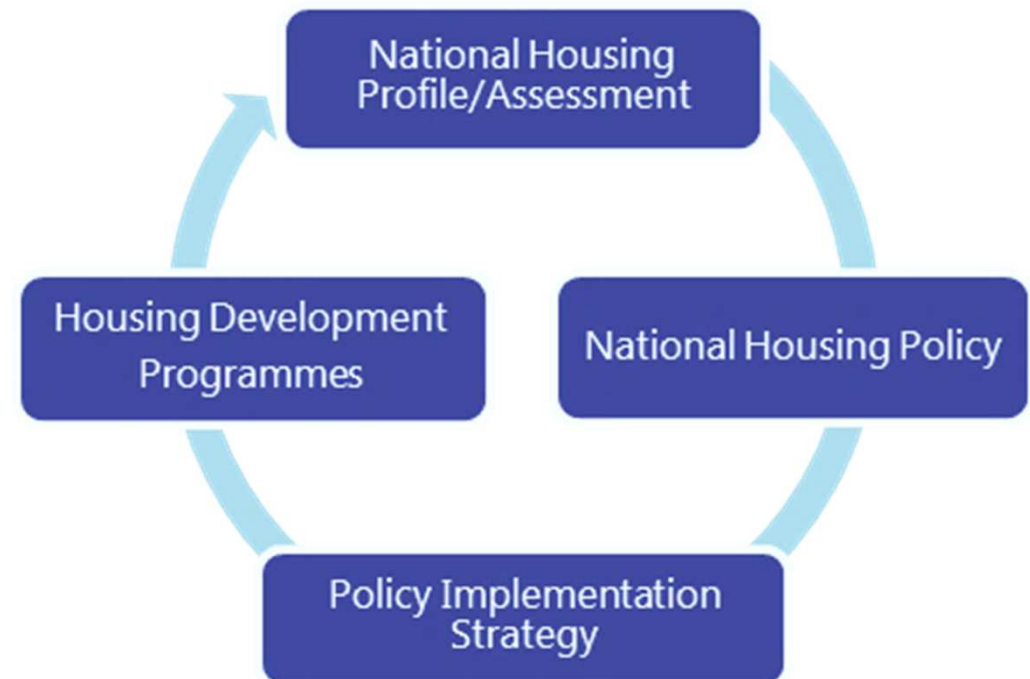 National Housing
Profile/Assessment
Housing Development
Programmes
National Housing Policy
Policy Implementation
Strategy